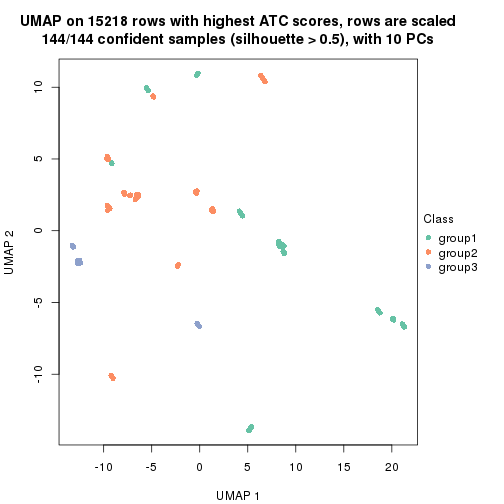 UMAP on 15218 rows with highest ATC scores, rows are scaled
144/144 confident samples (silhouette > 0.5), with 10 PCs
10
5
0
-5
-10
UMAP 2
Class
group1
group2
group3
-10
-5
0
5
10
15
20
UMAP 1